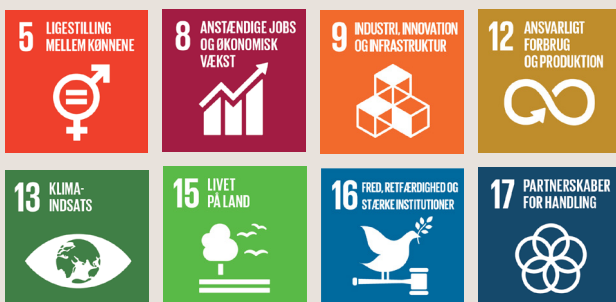 5 LIGESTILLING
MELLEM KØNNENE
8 ANSTÆNDIGE JOBS
OG ØKONOMISK
VÆKST
9 INDUSTRI, INNOVATION
OG INFRASTRUKTUR
12 ANSVARLIGT
FORBRUG
OG PRODUKTION
13 KLIMA-
INDSATS
15 LIVET
PÅ LAND
16 FRED, RETFÆRDIGHED OG
STÆRKE INSTITUTIONER
17 PARTNERSKABER
FOR HANDLING